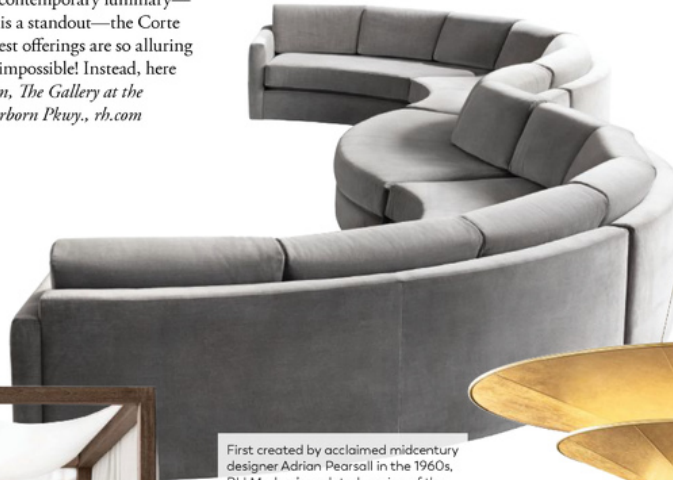 contemporary luminary—
is a standout—the Corte
est offerings are so alluring
impossible! Instead, here
n, The Gallery at the
rborn Pkwy., rh.com
First created by acclaimed midcentury
designer Adrian Pearsall in the 1960s,